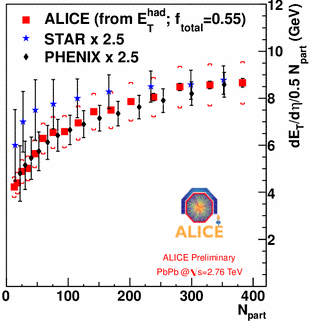 ALICE (from E_T^had; f_total=0.55)
STAR x 2.5
PHENIX x 2.5
dE_T/dη/0.5 N_part (GeV)
12
10
8
6
4
2
ALICE
ALICE Preliminary
PbPb @√s=2.76 TeV
0 100 200 300 400
N_part